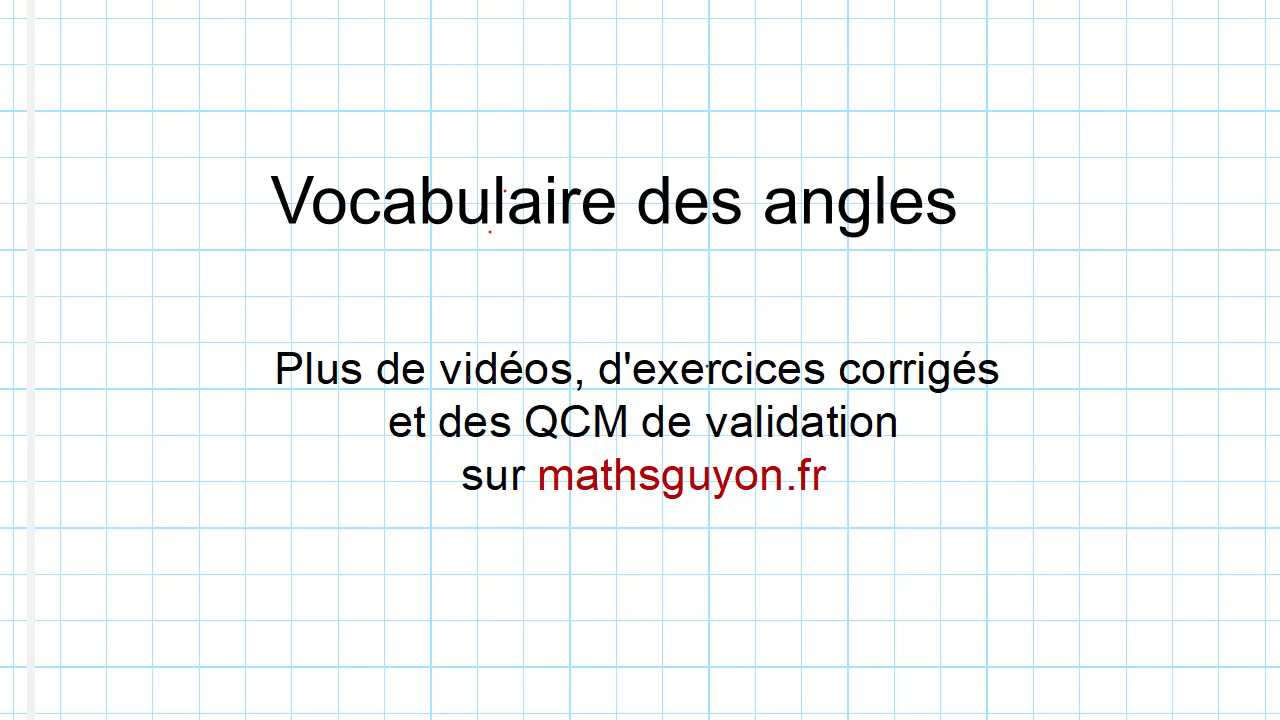 Vocabulaire des angles
Plus de vidéos, d'exercices corrigés
et des QCM de validation
sur mathsguyon.fr